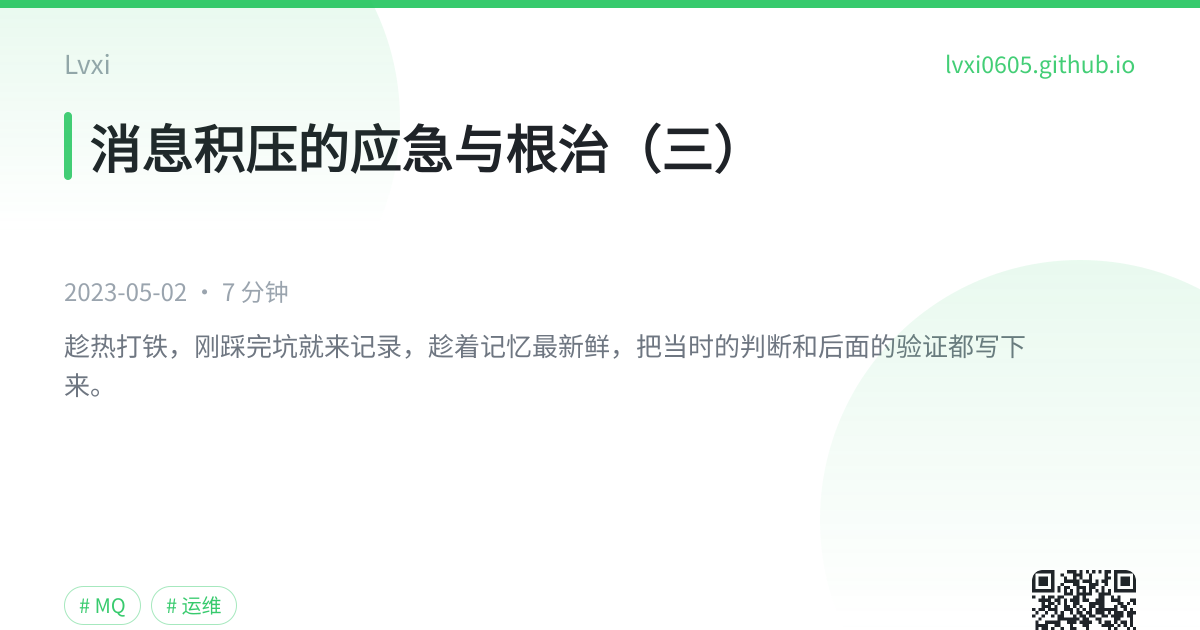 Lvxi
lvxi0605.github.io
消息积压的应急与根治（三）
2023-05-02 · 7 分钟
趁热打铁，刚踩完坑就来记录，趁着记忆最新鲜，把当时的判断和后面的验证都写下
来。
# MQ
# 运维